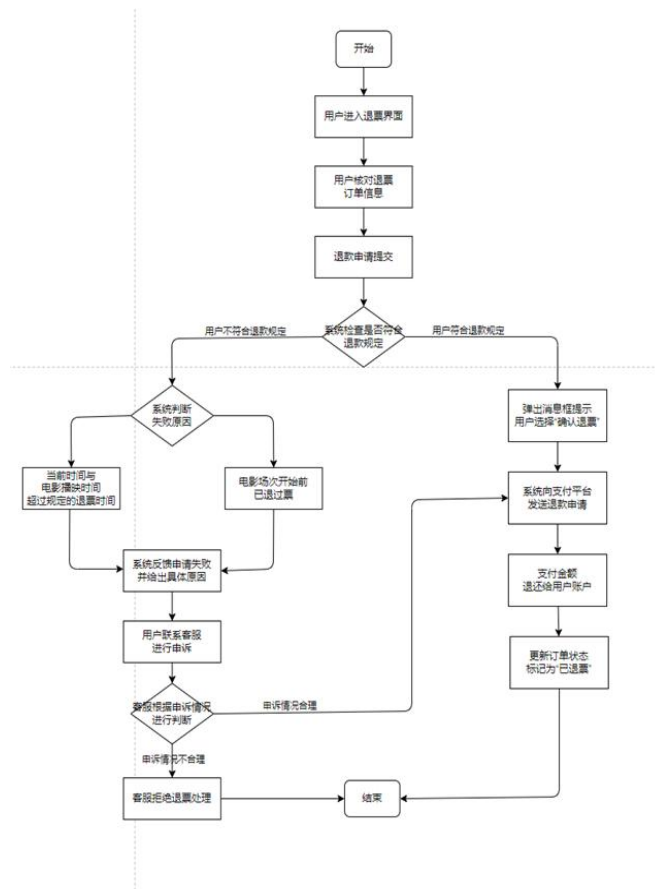 开始
用户进入退票界面
用户核对退票
订单信息
退款申请提交
系统检查是否符合
退款规定
用户不符合退款规定
用户符合退款规定
系统判断
失败原因
弹出消息框提示
用户选择“确认退票”
当前时间与
电影播映时间
超过规定的退票时间
电影场次开始前
已退过票
系统向支付平台
发送退款申请
系统反馈申请失败
并给出具体原因
支付金额
退还给用户账户
用户联系客服
进行申诉
更新订单状态
标记为“已退票”
客服根据申诉情况
进行判断
申诉情况合理
申诉情况不合理
客服拒绝退票处理
结束